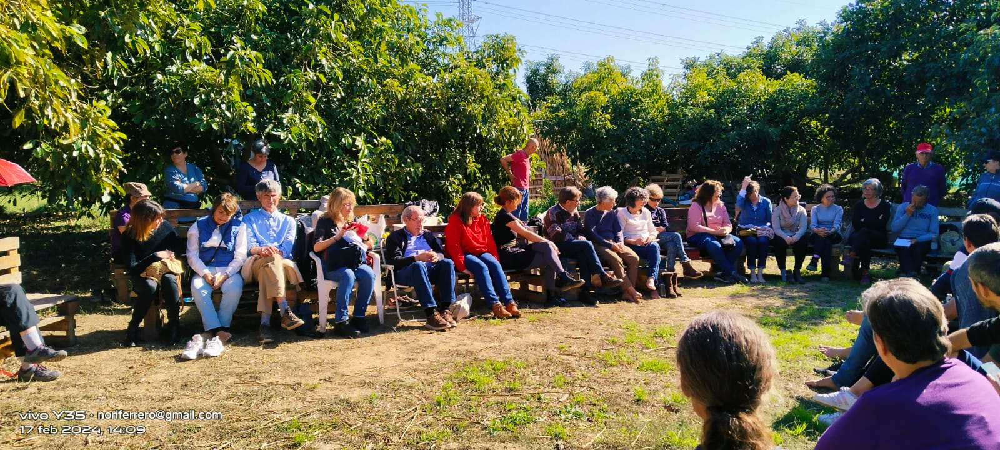 vivo Y35 · noriferrero@gmail.com
17 feb 2024, 14:09